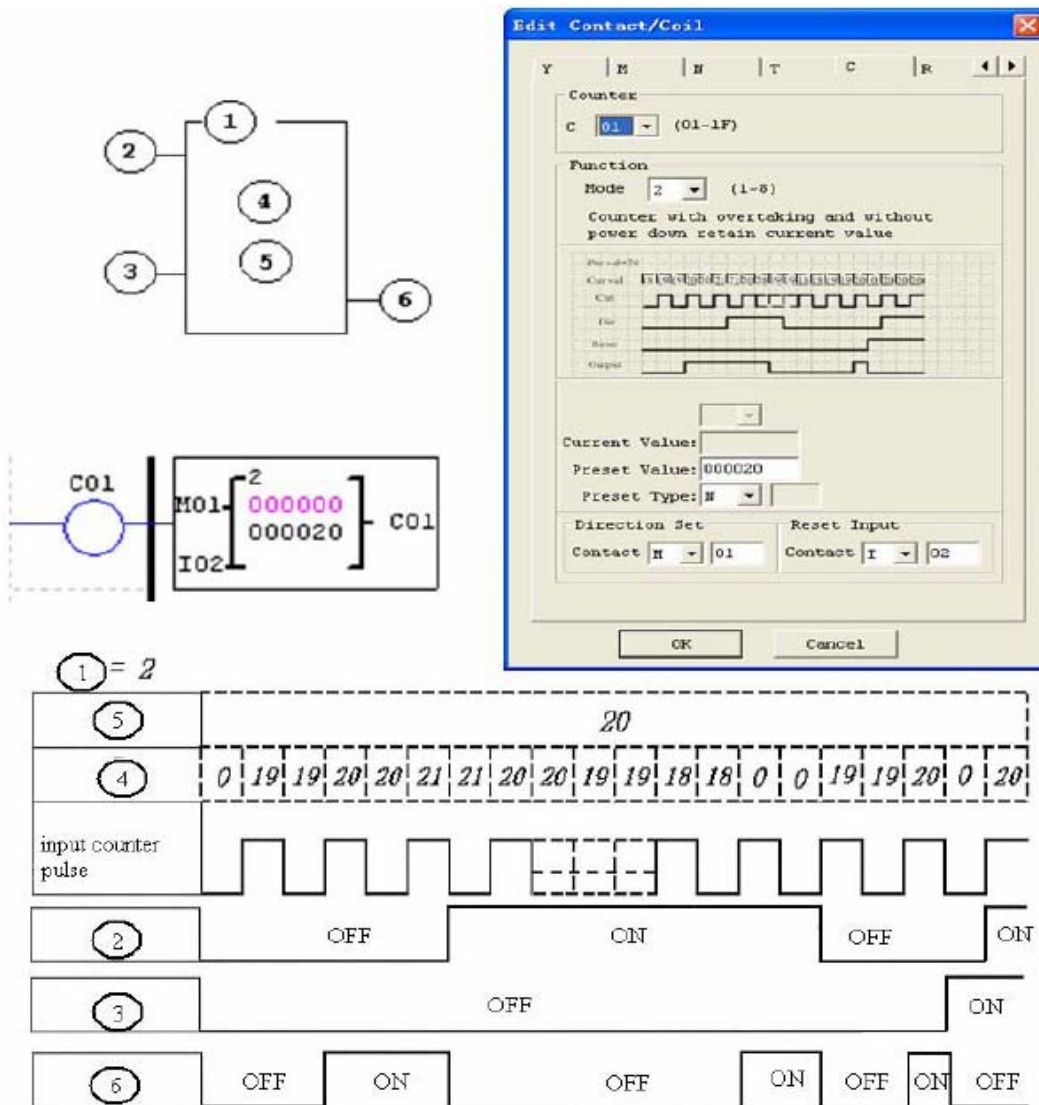 Edit Contact/Coil
Y M N T C R
Counter
C 01 (01-1F)
Function
Mode 2 (1-8)
Counter with overtaking and without
power down retain current value
Curval
Cnt
Dir
Reset
Output
Current Value:
Preset Value: 000020
Preset Type: N
Direction Set
Contact M 01
Reset Input
Contact I 02
OK Cancel
1
2
4
3
5
6
C01
2
M01 000000
000020 C01
I02
1 = 2
5 20
4 0 19 19 20 20 21 21 20 20 19 19 18 18 0 0 19 19 20 0 20
input counter
pulse
2 OFF ON OFF ON
3 OFF ON
6 OFF ON OFF ON OFF ON OFF